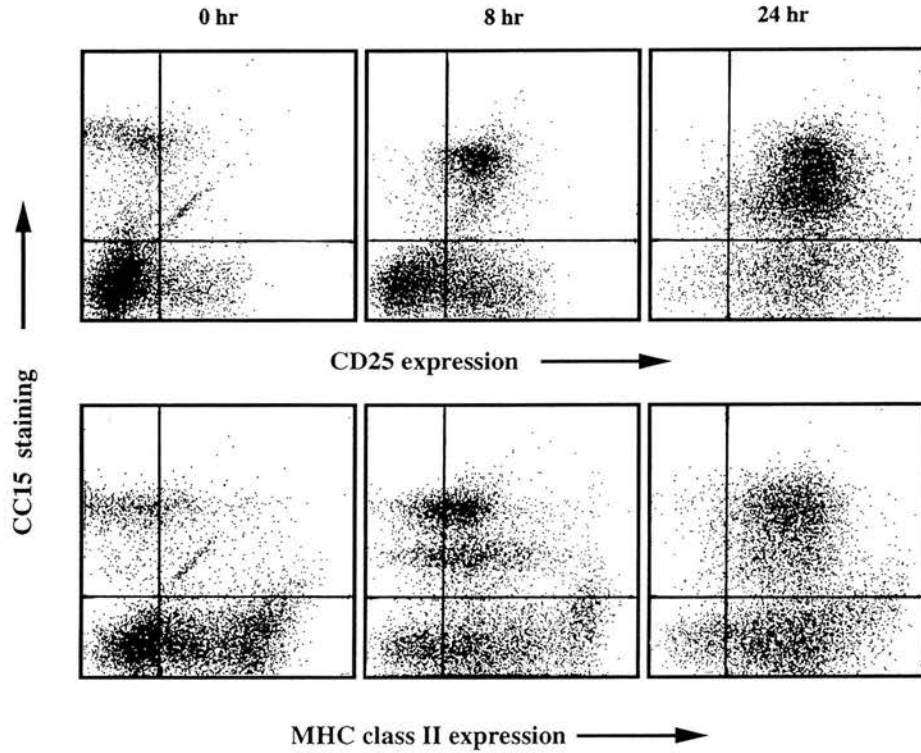 0 hr 8 hr 24 hr
CC15 staining
CD25 expression
MHC class II expression